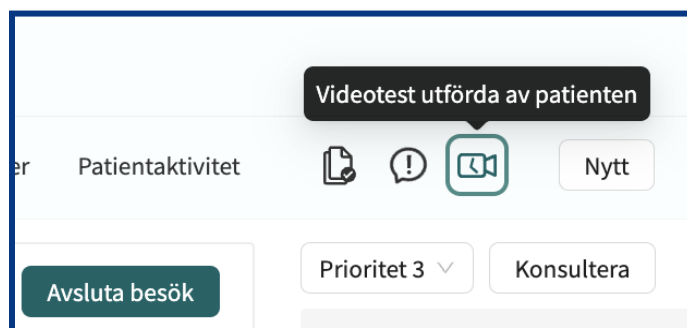 Videotest utförda av patienten
Patientaktivitet
Nytt
Avsluta besök
Prioritet 3
Konsultera